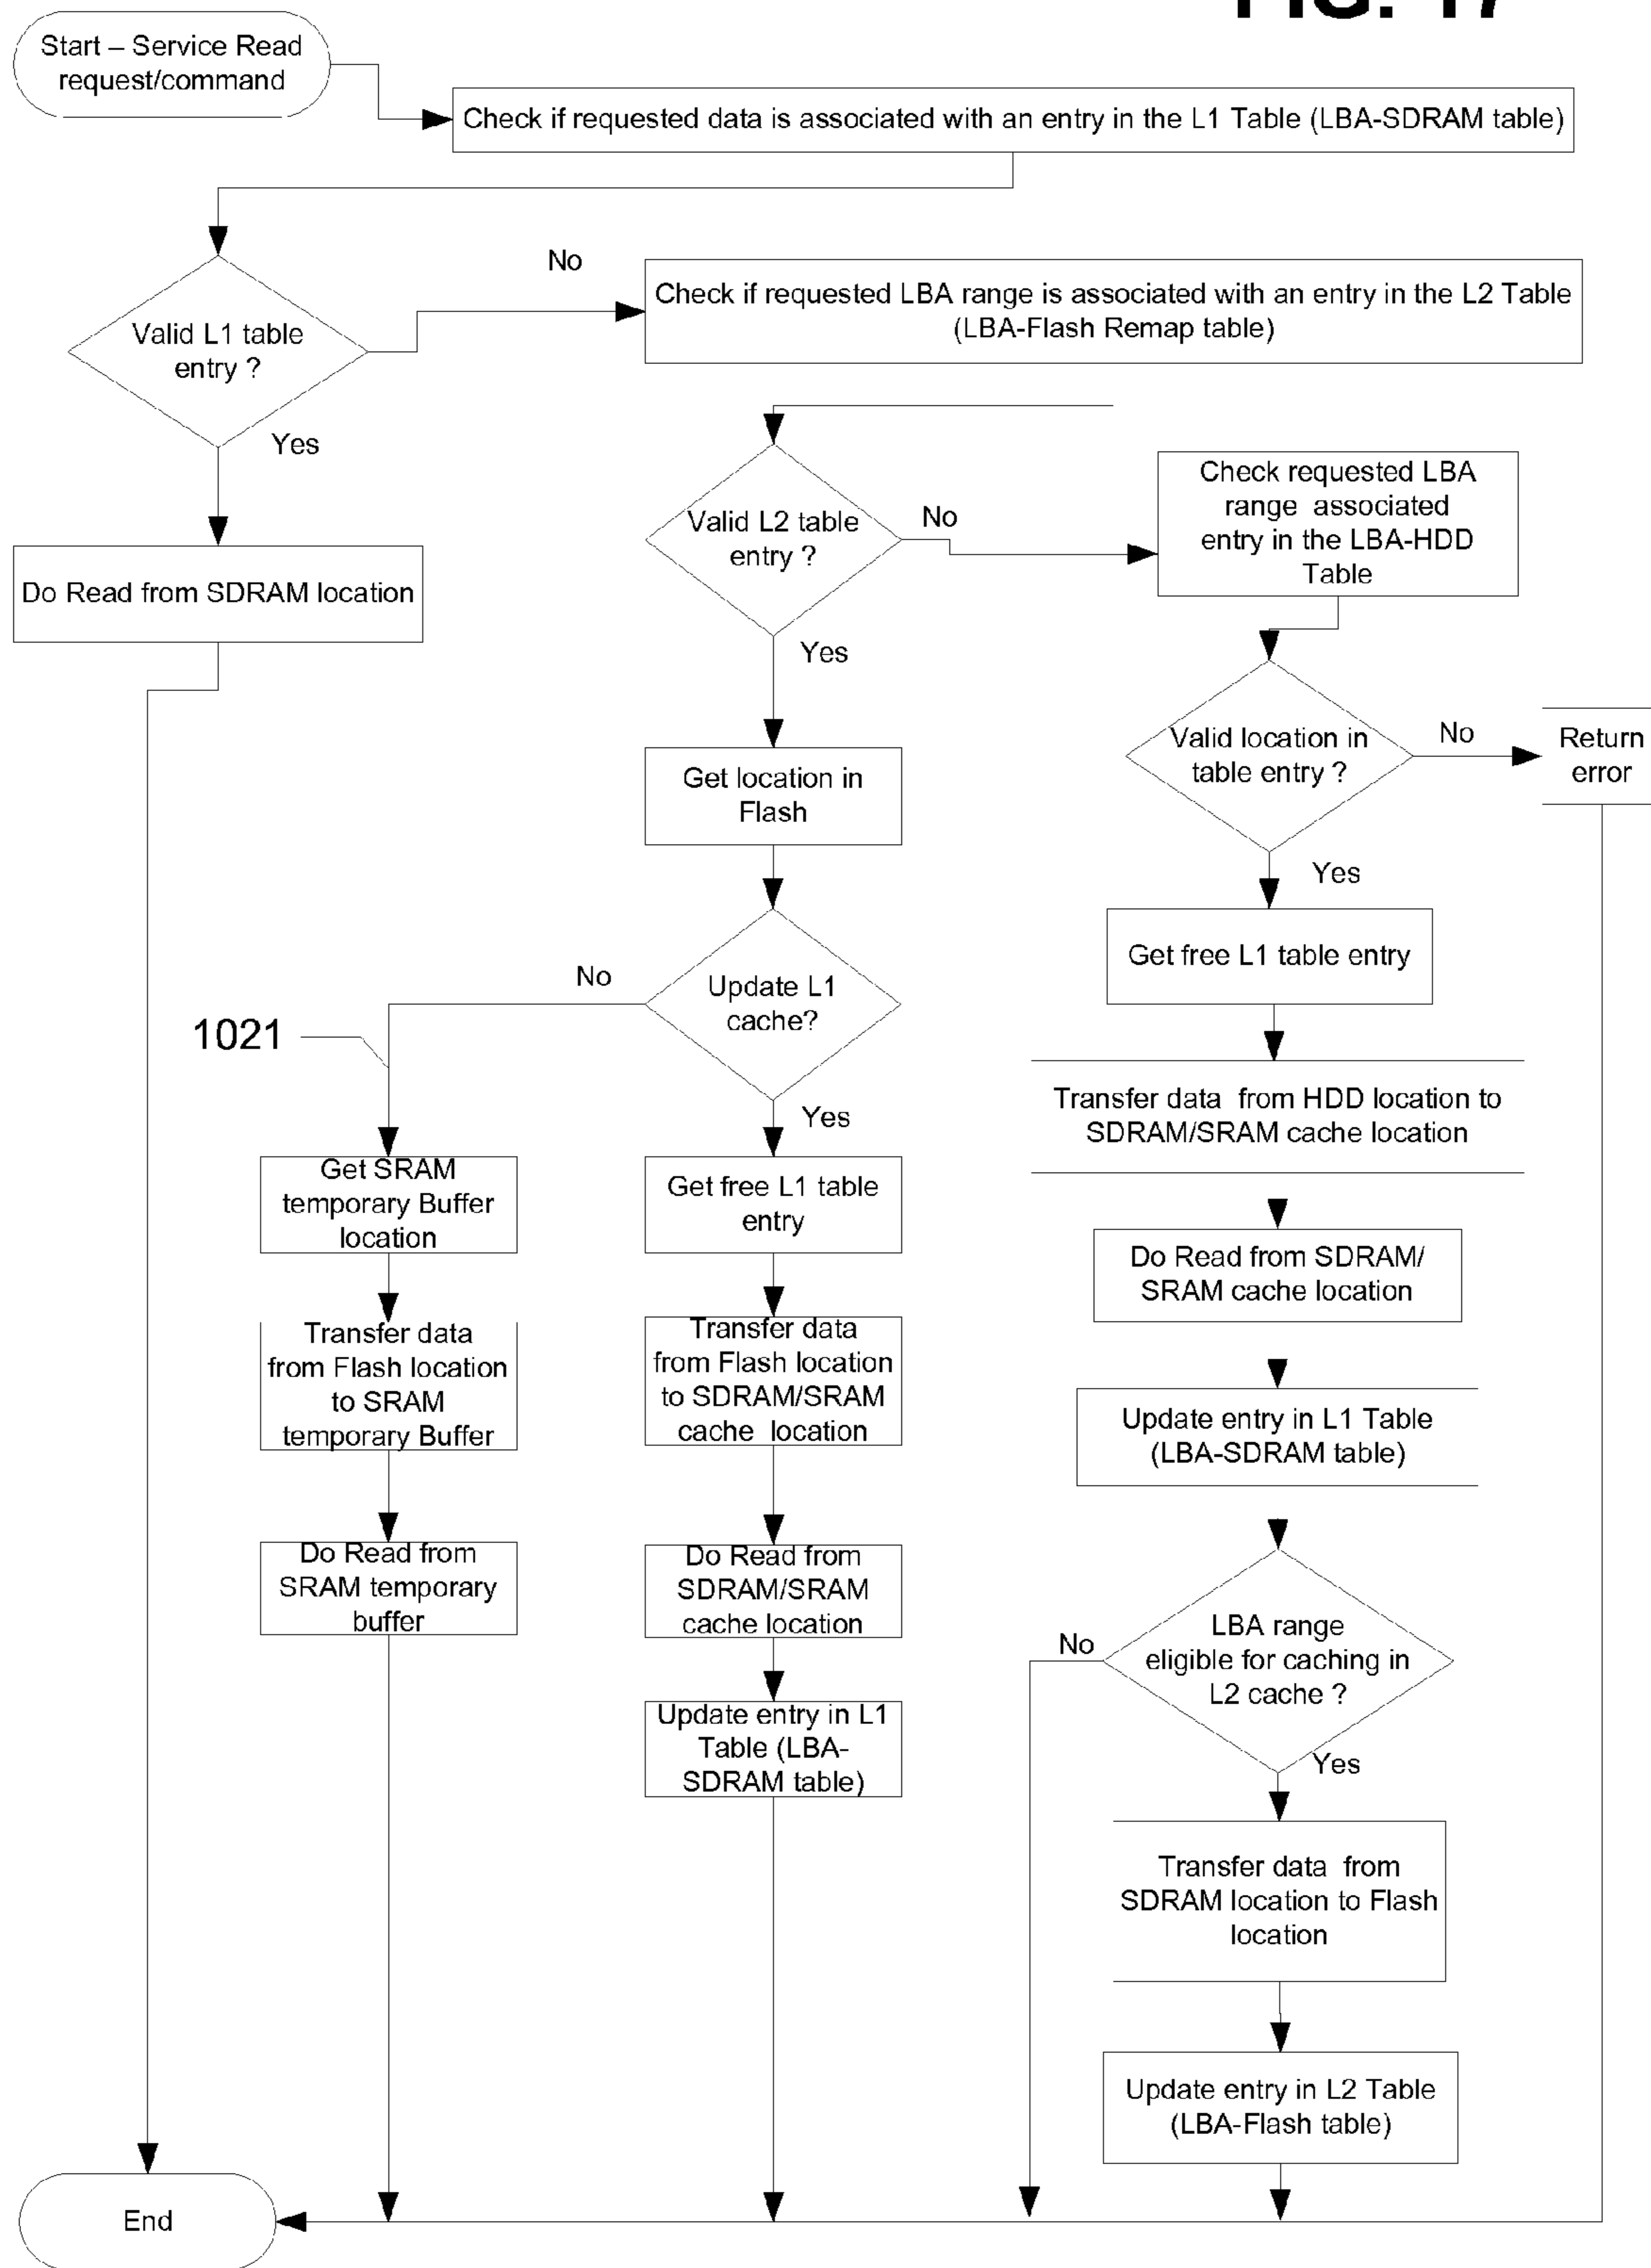 FIG. 17
Start – Service Read
request/command
Check if requested data is associated with an entry in the L1 Table (LBA-SDRAM table)
No
Check if requested LBA range is associated with an entry in the L2 Table
(LBA-Flash Remap table)
Valid L1 table
entry ?
Yes
Do Read from SDRAM location
Valid L2 table
entry ?
No
Check requested LBA
range associated
entry in the LBA-HDD
Table
Yes
Valid location in
table entry ?
No
Return
error
Get location in
Flash
Yes
Get free L1 table entry
No
Update L1
cache?
1021
Yes
Transfer data from HDD location to
SDRAM/SRAM cache location
Get SRAM
temporary Buffer
location
Get free L1 table
entry
Do Read from SDRAM/
SRAM cache location
Transfer data
from Flash location
to SRAM
temporary Buffer
Transfer data
from Flash location
to SDRAM/SRAM
cache location
Update entry in L1 Table
(LBA-SDRAM table)
Do Read from
SRAM temporary
buffer
Do Read from
SDRAM/SRAM
cache location
No
LBA range
eligible for caching in
L2 cache ?
Update entry in L1
Table (LBA-
SDRAM table)
Yes
Transfer data from
SDRAM location to Flash
location
Update entry in L2 Table
(LBA-Flash table)
End